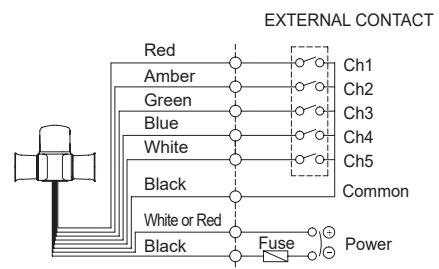 EXTERNAL CONTACT
Red
Ch1
Amber
Ch2
Green
Ch3
Blue
Ch4
White
Ch5
Black
Common
White or Red
Fuse
+
Power
Black
−